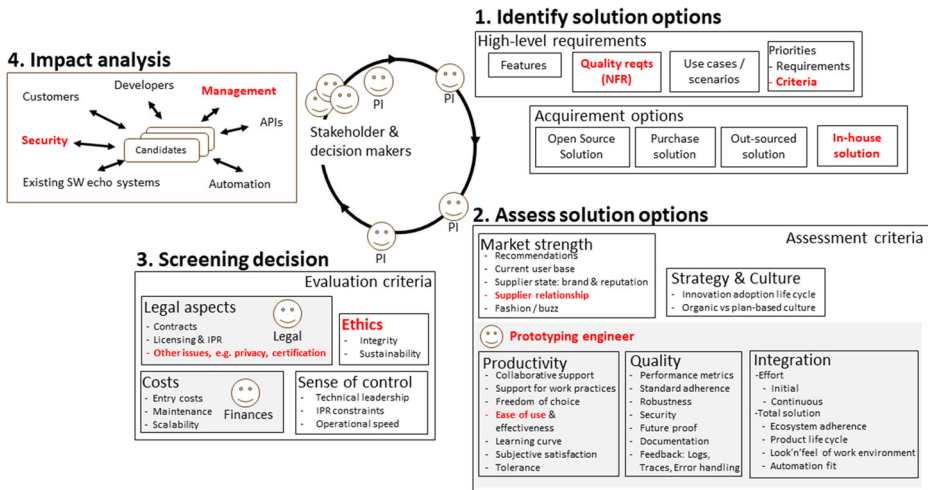 1. Identify solution options
High-level requirements
Features
Quality reqts
(NFR)
Use cases /
scenarios
Priorities
- Requirements
- Criteria
Acquirement options
Open Source
Solution
Purchase
solution
Out-sourced
solution
In-house
solution
4. Impact analysis
Customers
Developers
Management
APIs
Security
Candidates
Existing SW echo systems
Automation
PI
PI
Stakeholder &
decision makers
PI
PI
2. Assess solution options
Assessment criteria
Market strength
- Recommendations
- Current user base
- Supplier state: brand & reputation
- Supplier relationship
- Fashion / buzz
Strategy & Culture
- Innovation adoption life cycle
- Organic vs plan-based culture
Prototyping engineer
Productivity
- Collaborative support
- Support for work practices
- Freedom of choice
- Ease of use &
effectiveness
- Learning curve
- Subjective satisfaction
- Tolerance
Quality
- Performance metrics
- Standard adherence
- Robustness
- Security
- Future proof
- Documentation
- Feedback: Logs,
Traces, Error handling
Integration
-Effort
- Initial
- Continuous
-Total solution
- Ecosystem adherence
- Product life cycle
- Look'n'feel of work environment
- Automation fit
3. Screening decision
Evaluation criteria
Legal aspects
- Contracts
- Licensing & IPR
- Other issues, e.g. privacy, certification
Legal
Ethics
- Integrity
- Sustainability
Costs
- Entry costs
- Maintenance
- Scalability
Finances
Sense of control
- Technical leadership
- IPR constraints
- Operational speed